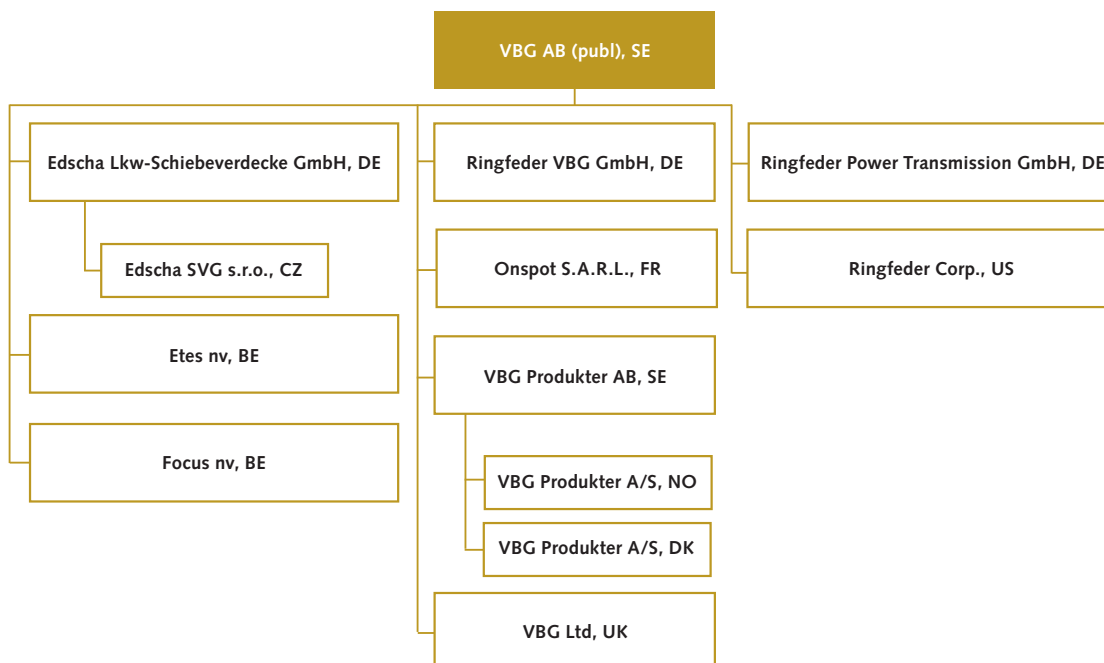 VBG AB (publ), SE
Edscha Lkw-Schiebeverdecke GmbH, DE
Edscha SVG s.r.o., CZ
Etes nv, BE
Focus nv, BE
Ringfeder VBG GmbH, DE
Onspot S.A.R.L., FR
VBG Produkter AB, SE
VBG Produkter A/S, NO
VBG Produkter A/S, DK
VBG Ltd, UK
Ringfeder Power Transmission GmbH, DE
Ringfeder Corp., US